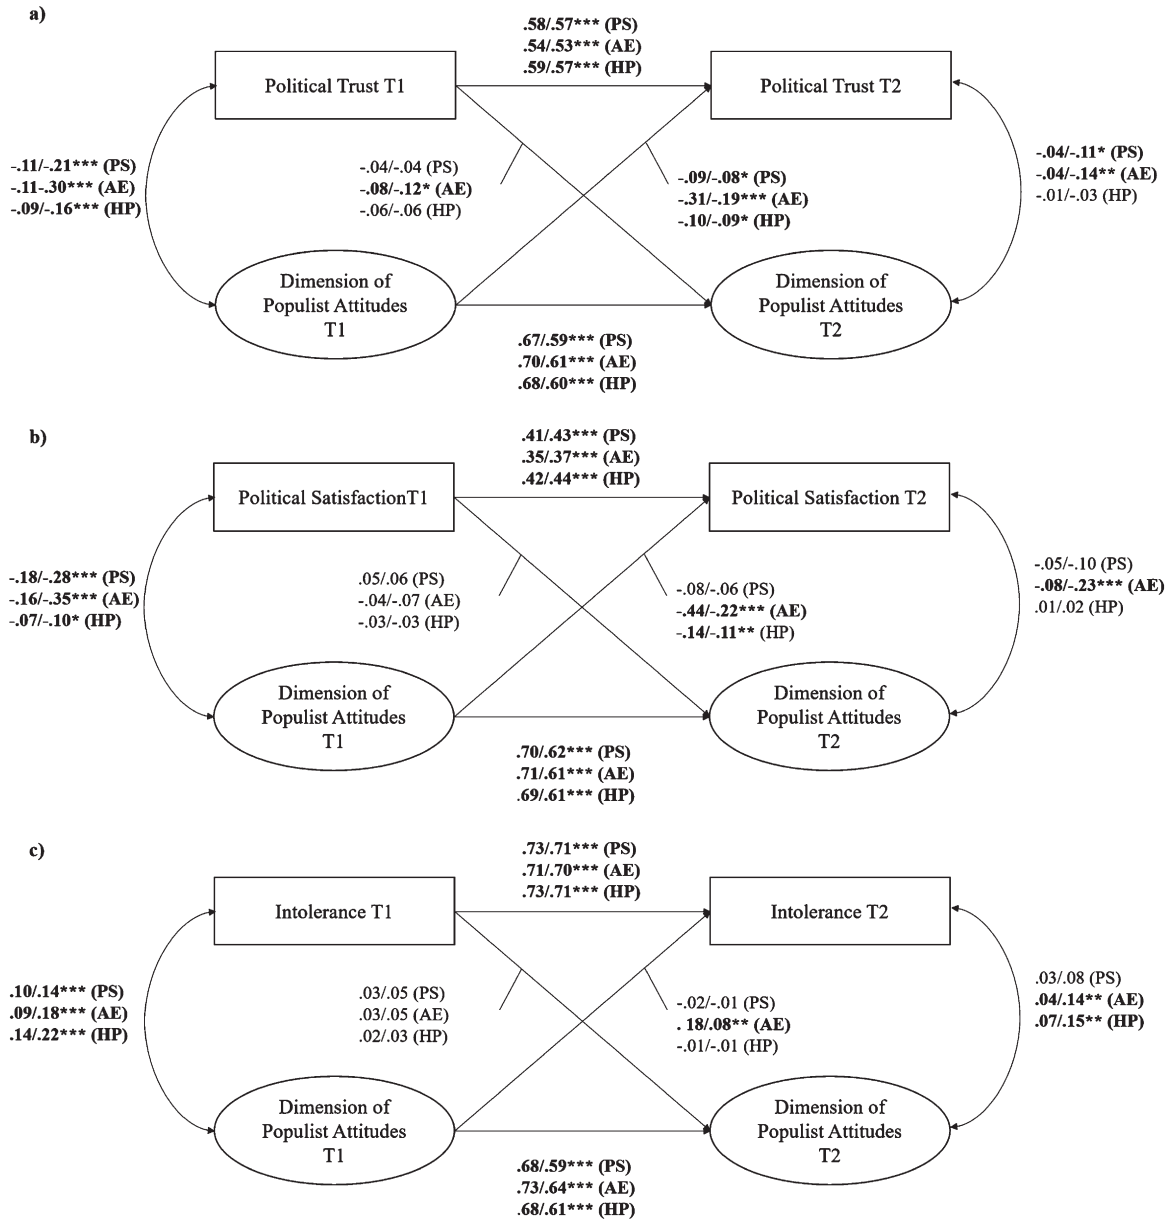 a)
.58/.57*** (PS)
.54/.53*** (AE)
.59/.57*** (HP)
Political Trust T1
Political Trust T2
-.11/-.21*** (PS)
-.11-.30*** (AE)
-.09/-.16*** (HP)
-.04/-.04 (PS)
-.08/-.12* (AE)
-.06/-.06 (HP)
-.09/-.08* (PS)
-.31/-.19*** (AE)
-.10/-.09* (HP)
-.04/-.11* (PS)
-.04/-.14** (AE)
-.01/-.03 (HP)
Dimension of
Populist Attitudes
T1
Dimension of
Populist Attitudes
T2
.67/.59*** (PS)
.70/.61*** (AE)
.68/.60*** (HP)
b)
.41/.43*** (PS)
.35/.37*** (AE)
.42/.44*** (HP)
Political SatisfactionT1
Political Satisfaction T2
-.18/-.28*** (PS)
-.16/-.35*** (AE)
-.07/-.10* (HP)
.05/.06 (PS)
-.04/-.07 (AE)
-.03/-.03 (HP)
-.08/-.06 (PS)
-.44/-.22*** (AE)
-.14/-.11** (HP)
-.05/-.10 (PS)
-.08/-.23*** (AE)
.01/.02 (HP)
Dimension of
Populist Attitudes
T1
Dimension of
Populist Attitudes
T2
.70/.62*** (PS)
.71/.61*** (AE)
.69/.61*** (HP)
c)
.73/.71*** (PS)
.71/.70*** (AE)
.73/.71*** (HP)
Intolerance T1
Intolerance T2
.10/.14*** (PS)
.09/.18*** (AE)
.14/.22*** (HP)
.03/.05 (PS)
.03/.05 (AE)
.02/.03 (HP)
-.02/-.01 (PS)
. 18/.08** (AE)
-.01/-.01 (HP)
.03/.08 (PS)
.04/.14** (AE)
.07/.15** (HP)
Dimension of
Populist Attitudes
T1
Dimension of
Populist Attitudes
T2
.68/.59*** (PS)
.73/.64*** (AE)
.68/.61*** (HP)